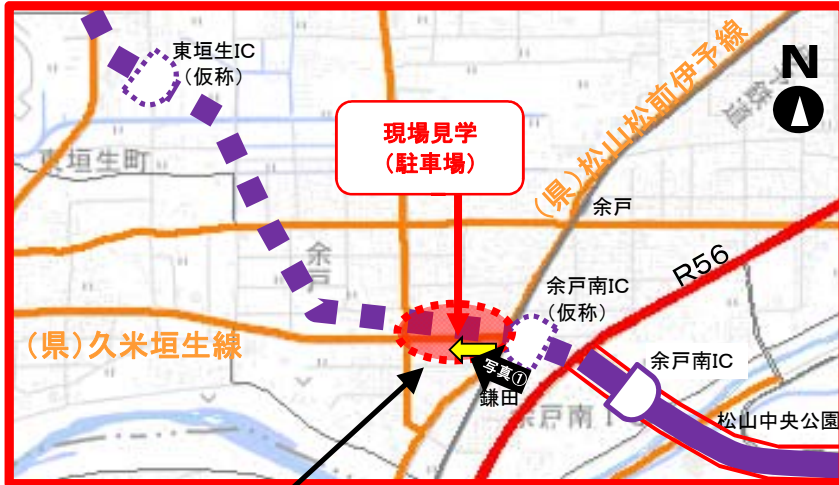 東垣生IC
(仮称)
(県)松山松前伊予線
N
現場見学
(駐車場)
東垣生町
余戸
余戸
R56
余戸南IC
(仮称)
(県)久米垣生線
余戸南IC
写真①
鎌田
松山中央公園